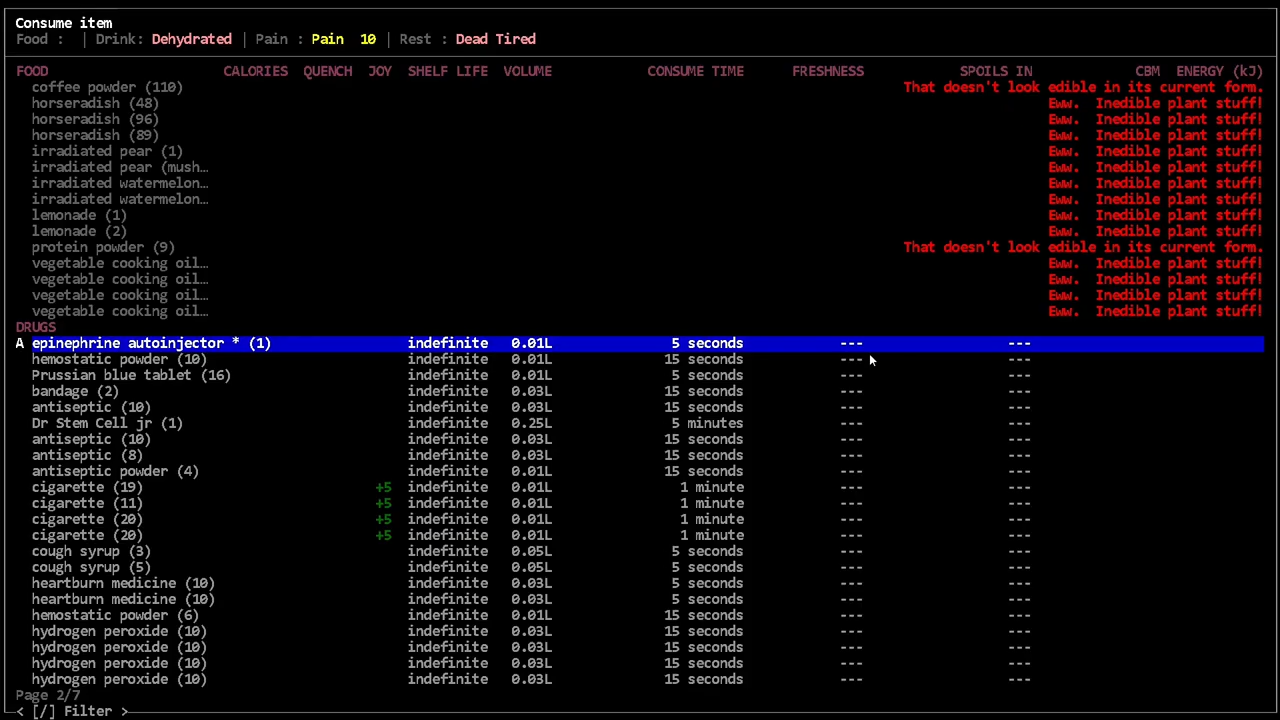 Consume item
Food :  | Drink: Dehydrated | Pain : Pain  10 | Rest : Dead Tired
FOOD CALORIES QUENCH JOY SHELF LIFE VOLUME CONSUME TIME FRESHNESS SPOILS IN CBM ENERGY (kJ)
coffee powder (110) That doesn't look edible in its current form.
horseradish (48) Eww.  Inedible plant stuff!
horseradish (96) Eww.  Inedible plant stuff!
horseradish (89) Eww.  Inedible plant stuff!
irradiated pear (1) Eww.  Inedible plant stuff!
irradiated pear (mush… Eww.  Inedible plant stuff!
irradiated watermelon… Eww.  Inedible plant stuff!
irradiated watermelon… Eww.  Inedible plant stuff!
lemonade (1) Eww.  Inedible plant stuff!
lemonade (2) Eww.  Inedible plant stuff!
protein powder (9) That doesn't look edible in its current form.
vegetable cooking oil… Eww.  Inedible plant stuff!
vegetable cooking oil… Eww.  Inedible plant stuff!
vegetable cooking oil… Eww.  Inedible plant stuff!
vegetable cooking oil… Eww.  Inedible plant stuff!
DRUGS
A epinephrine autoinjector * (1) indefinite 0.01L 5 seconds --- ---
hemostatic powder (10) indefinite 0.01L 15 seconds --- ---
Prussian blue tablet (16) indefinite 0.01L 5 seconds --- ---
bandage (2) indefinite 0.03L 15 seconds --- ---
antiseptic (10) indefinite 0.03L 15 seconds --- ---
Dr Stem Cell jr (1) indefinite 0.25L 5 minutes --- ---
antiseptic (10) indefinite 0.03L 15 seconds --- ---
antiseptic (8) indefinite 0.03L 15 seconds --- ---
antiseptic powder (4) indefinite 0.01L 15 seconds --- ---
cigarette (19) +5 indefinite 0.01L 1 minute --- ---
cigarette (11) +5 indefinite 0.01L 1 minute --- ---
cigarette (20) +5 indefinite 0.01L 1 minute --- ---
cigarette (20) +5 indefinite 0.01L 1 minute --- ---
cough syrup (3) indefinite 0.05L 5 seconds --- ---
cough syrup (5) indefinite 0.05L 5 seconds --- ---
heartburn medicine (10) indefinite 0.03L 5 seconds --- ---
heartburn medicine (10) indefinite 0.03L 5 seconds --- ---
hemostatic powder (6) indefinite 0.01L 15 seconds --- ---
hydrogen peroxide (10) indefinite 0.03L 15 seconds --- ---
hydrogen peroxide (10) indefinite 0.03L 15 seconds --- ---
hydrogen peroxide (10) indefinite 0.03L 15 seconds --- ---
hydrogen peroxide (10) indefinite 0.03L 15 seconds --- ---
Page 2/7
< [/] Filter >